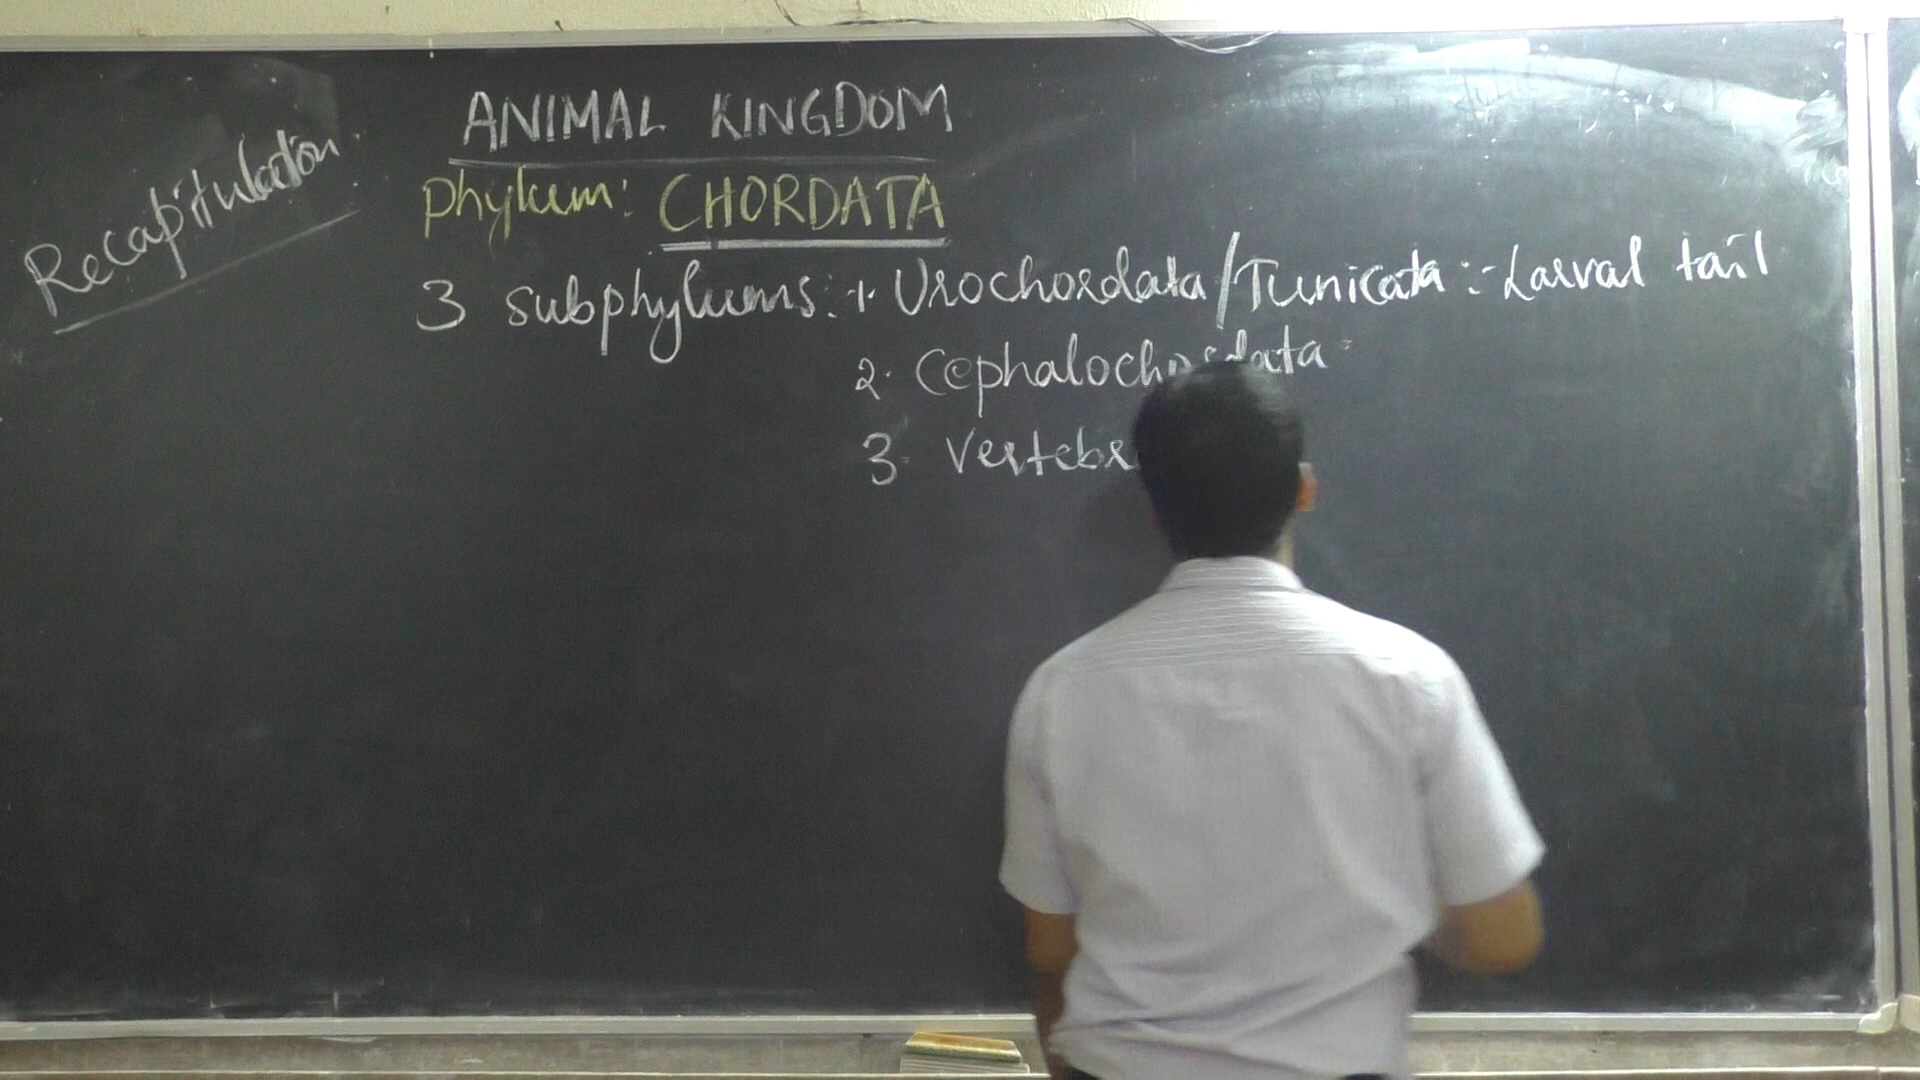 Recapitulation.
ANIMAL KINGDOM
Phylum: CHORDATA
3 subphylums: 1. Urochordata/Tunicata :- Larval tail
2. Cephalochordata
3. Vertebr